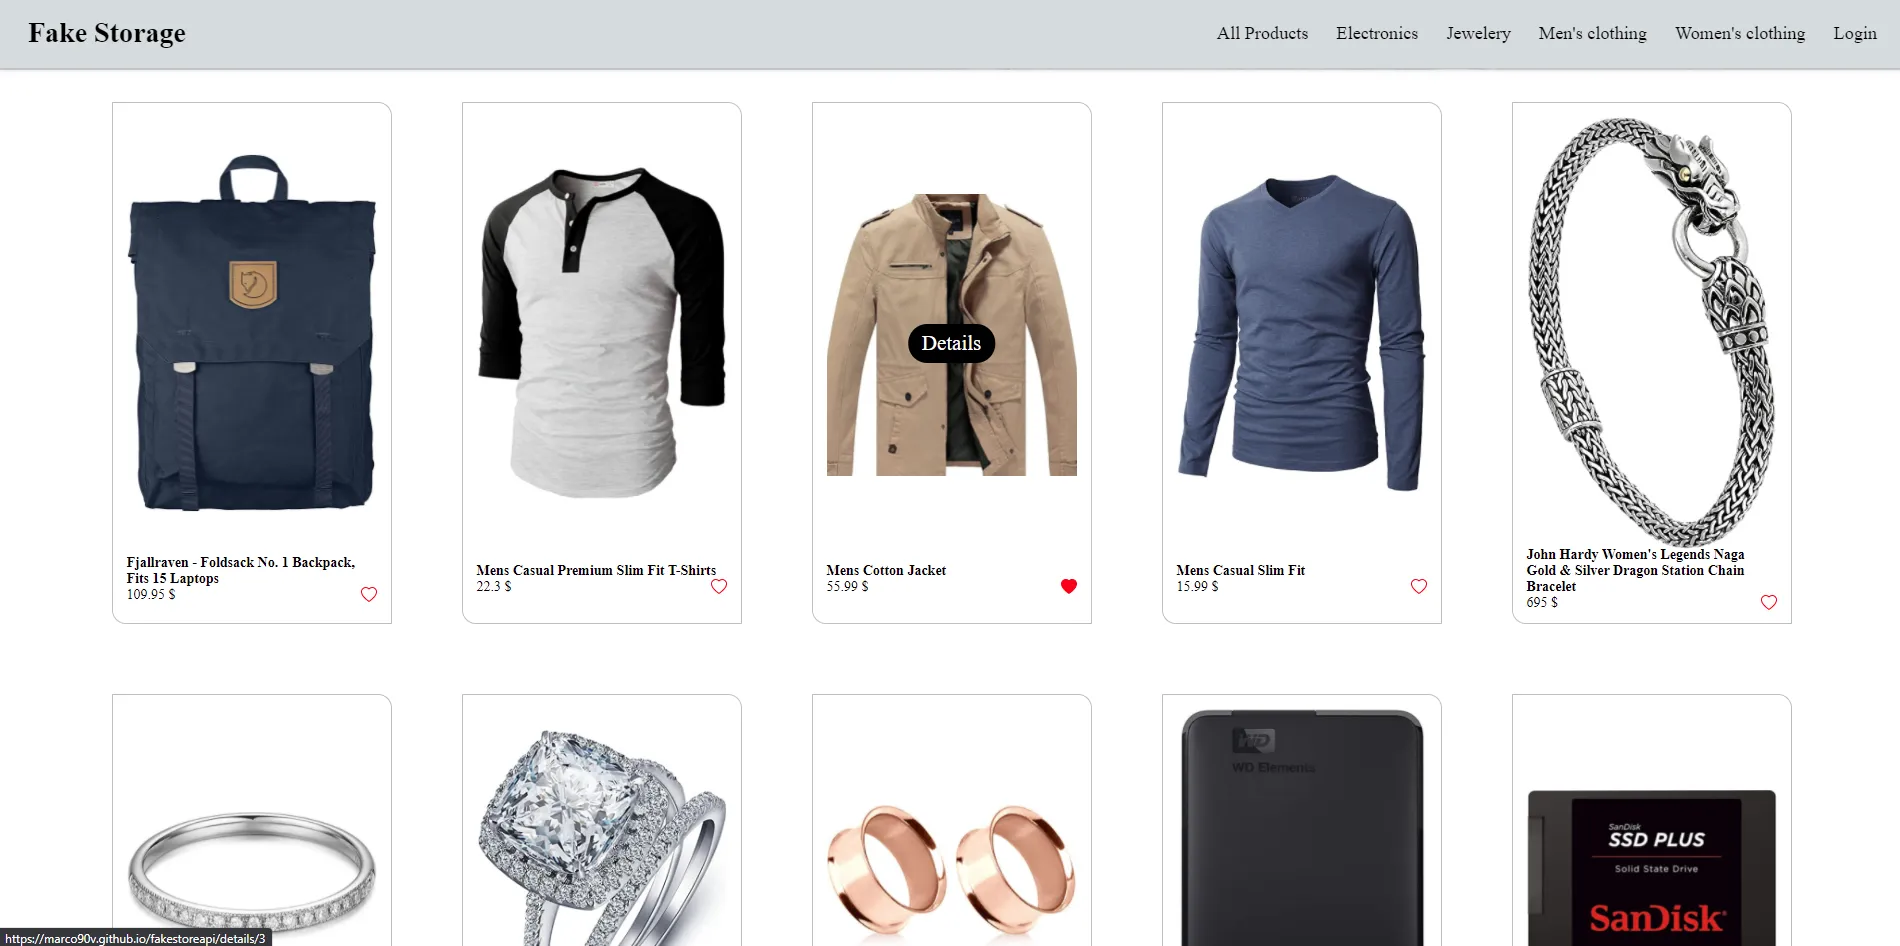 Fake Storage
All Products
Electronics
Jewelery
Men's clothing
Women's clothing
Login
Details
Fjallraven - Foldsack No. 1 Backpack,
Fits 15 Laptops
109.95 $
Mens Casual Premium Slim Fit T-Shirts
22.3 $
Mens Cotton Jacket
55.99 $
Mens Casual Slim Fit
15.99 $
John Hardy Women's Legends Naga
Gold & Silver Dragon Station Chain
Bracelet
695 $
WD
WD Elements
SanDisk
SSD PLUS
Solid State Drive
SanDisk
https://marco90v.github.io/fakestoreapi/details/3